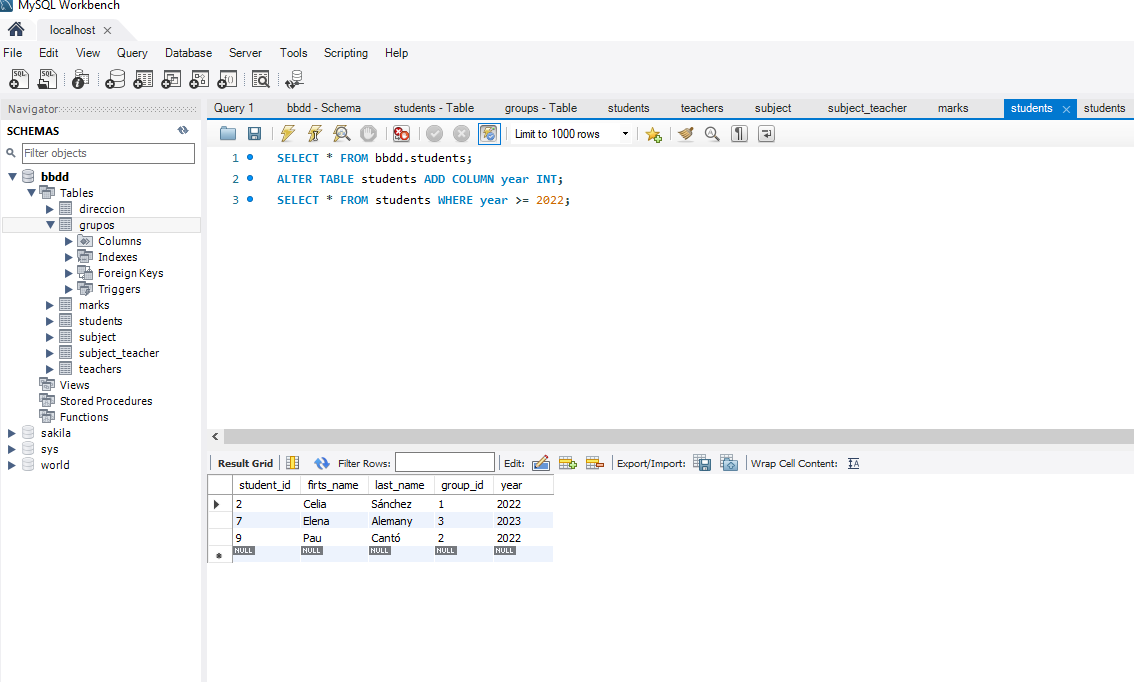 MySQL Workbench
localhost
File Edit View Query Database Server Tools Scripting Help
Navigator
SCHEMAS
Filter objects
bbdd
Tables
direccion
grupos
Columns
Indexes
Foreign Keys
Triggers
marks
students
subject
subject_teacher
teachers
Views
Stored Procedures
Functions
sakila
sys
world
Query 1 bbdd - Schema students - Table groups - Table students teachers subject subject_teacher marks students students
Limit to 1000 rows
1 SELECT * FROM bbdd.students;
2 ALTER TABLE students ADD COLUMN year INT;
3 SELECT * FROM students WHERE year >= 2022;
Result Grid Filter Rows: Edit: Export/Import: Wrap Cell Content:
student_id firts_name last_name group_id year
2 Celia Sánchez 1 2022
7 Elena Alemany 3 2023
9 Pau Cantó 2 2022
NULL NULL NULL NULL NULL